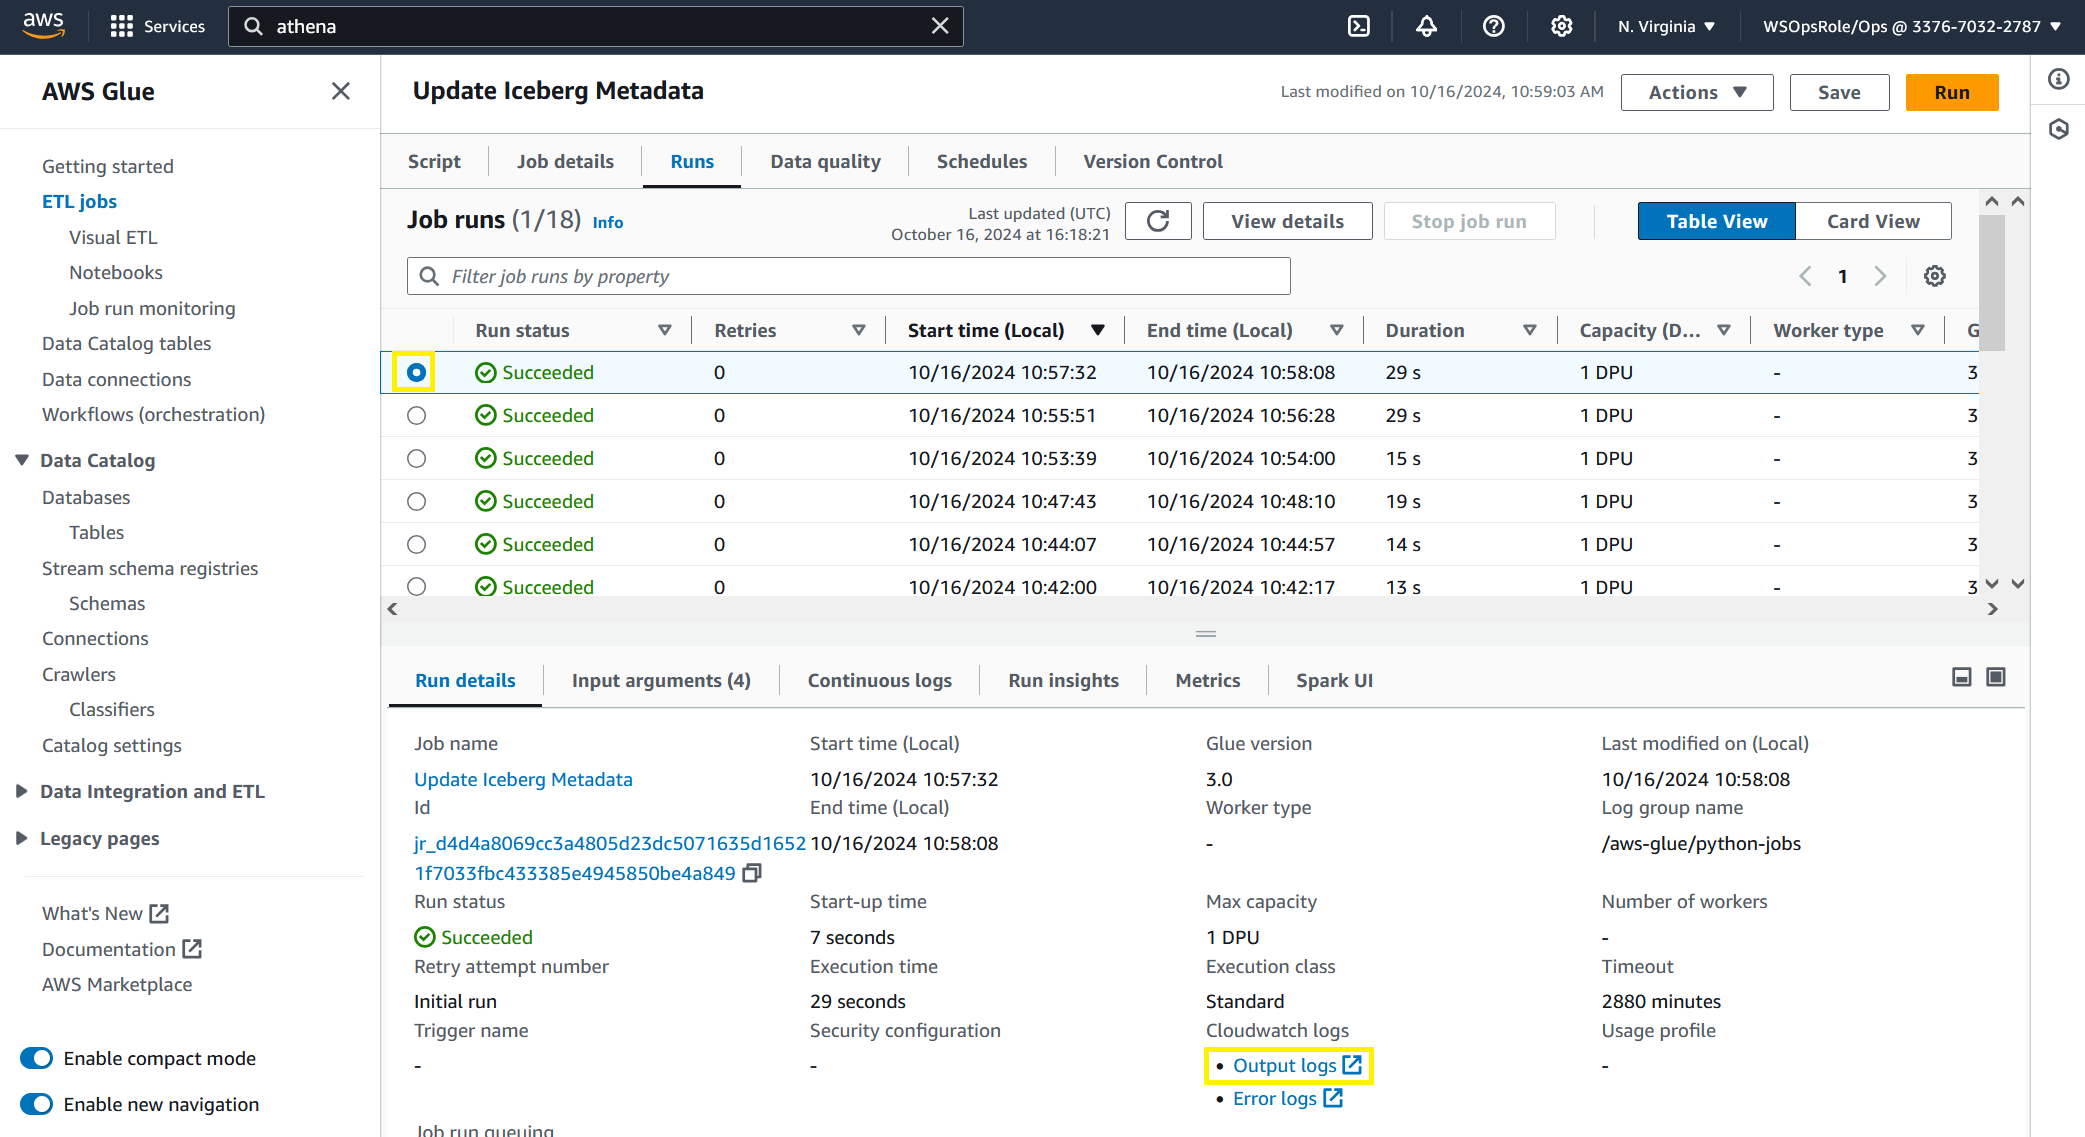 aws Services athena N. Virginia ▼ WSOpsRole/Ops @ 3376-7032-2787 ▼
AWS Glue
Getting started
ETL jobs
Visual ETL
Notebooks
Job run monitoring
Data Catalog tables
Data connections
Workflows (orchestration)
Data Catalog
Databases
Tables
Stream schema registries
Schemas
Connections
Crawlers
Classifiers
Catalog settings
Data Integration and ETL
Legacy pages
What's New
Documentation
AWS Marketplace
Enable compact mode
Enable new navigation
Update Iceberg Metadata
Last modified on 10/16/2024, 10:59:03 AM Actions ▼ Save Run
Script Job details Runs Data quality Schedules Version Control
Job runs (1/18) Info
Last updated (UTC)
October 16, 2024 at 16:18:21
View details Stop job run Table View Card View
Filter job runs by property
1
Run status Retries Start time (Local) End time (Local) Duration Capacity (D... Worker type G
Succeeded 0 10/16/2024 10:57:32 10/16/2024 10:58:08 29 s 1 DPU - 3
Succeeded 0 10/16/2024 10:55:51 10/16/2024 10:56:28 29 s 1 DPU - 3
Succeeded 0 10/16/2024 10:53:39 10/16/2024 10:54:00 15 s 1 DPU - 3
Succeeded 0 10/16/2024 10:47:43 10/16/2024 10:48:10 19 s 1 DPU - 3
Succeeded 0 10/16/2024 10:44:07 10/16/2024 10:44:57 14 s 1 DPU - 3
Succeeded 0 10/16/2024 10:42:00 10/16/2024 10:42:17 13 s 1 DPU - 3
Run details Input arguments (4) Continuous logs Run insights Metrics Spark UI
Job name Start time (Local) Glue version Last modified on (Local)
Update Iceberg Metadata 10/16/2024 10:57:32 3.0 10/16/2024 10:58:08
Id End time (Local) Worker type Log group name
jr_d4d4a8069cc3a4805d23dc5071635d1652 10/16/2024 10:58:08 - /aws-glue/python-jobs
1f7033fbc433385e4945850be4a849
Run status Start-up time Max capacity Number of workers
Succeeded 7 seconds 1 DPU -
Retry attempt number Execution time Execution class Timeout
Initial run 29 seconds Standard 2880 minutes
Trigger name Security configuration Cloudwatch logs Usage profile
- - • Output logs -
• Error logs
Job run queuing